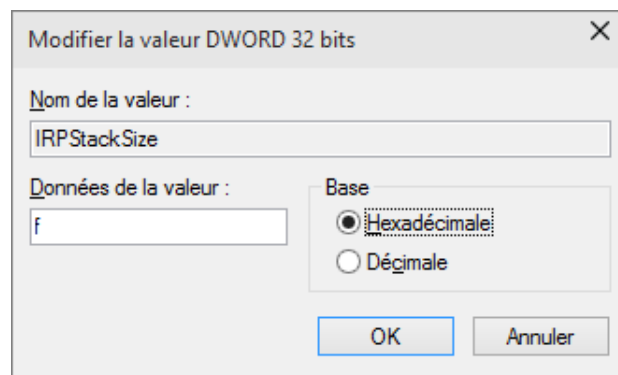 Modifier la valeur DWORD 32 bits
Nom de la valeur :
IRPStackSize
Données de la valeur :
f
Base
Hexadécimale
Décimale
OK
Annuler